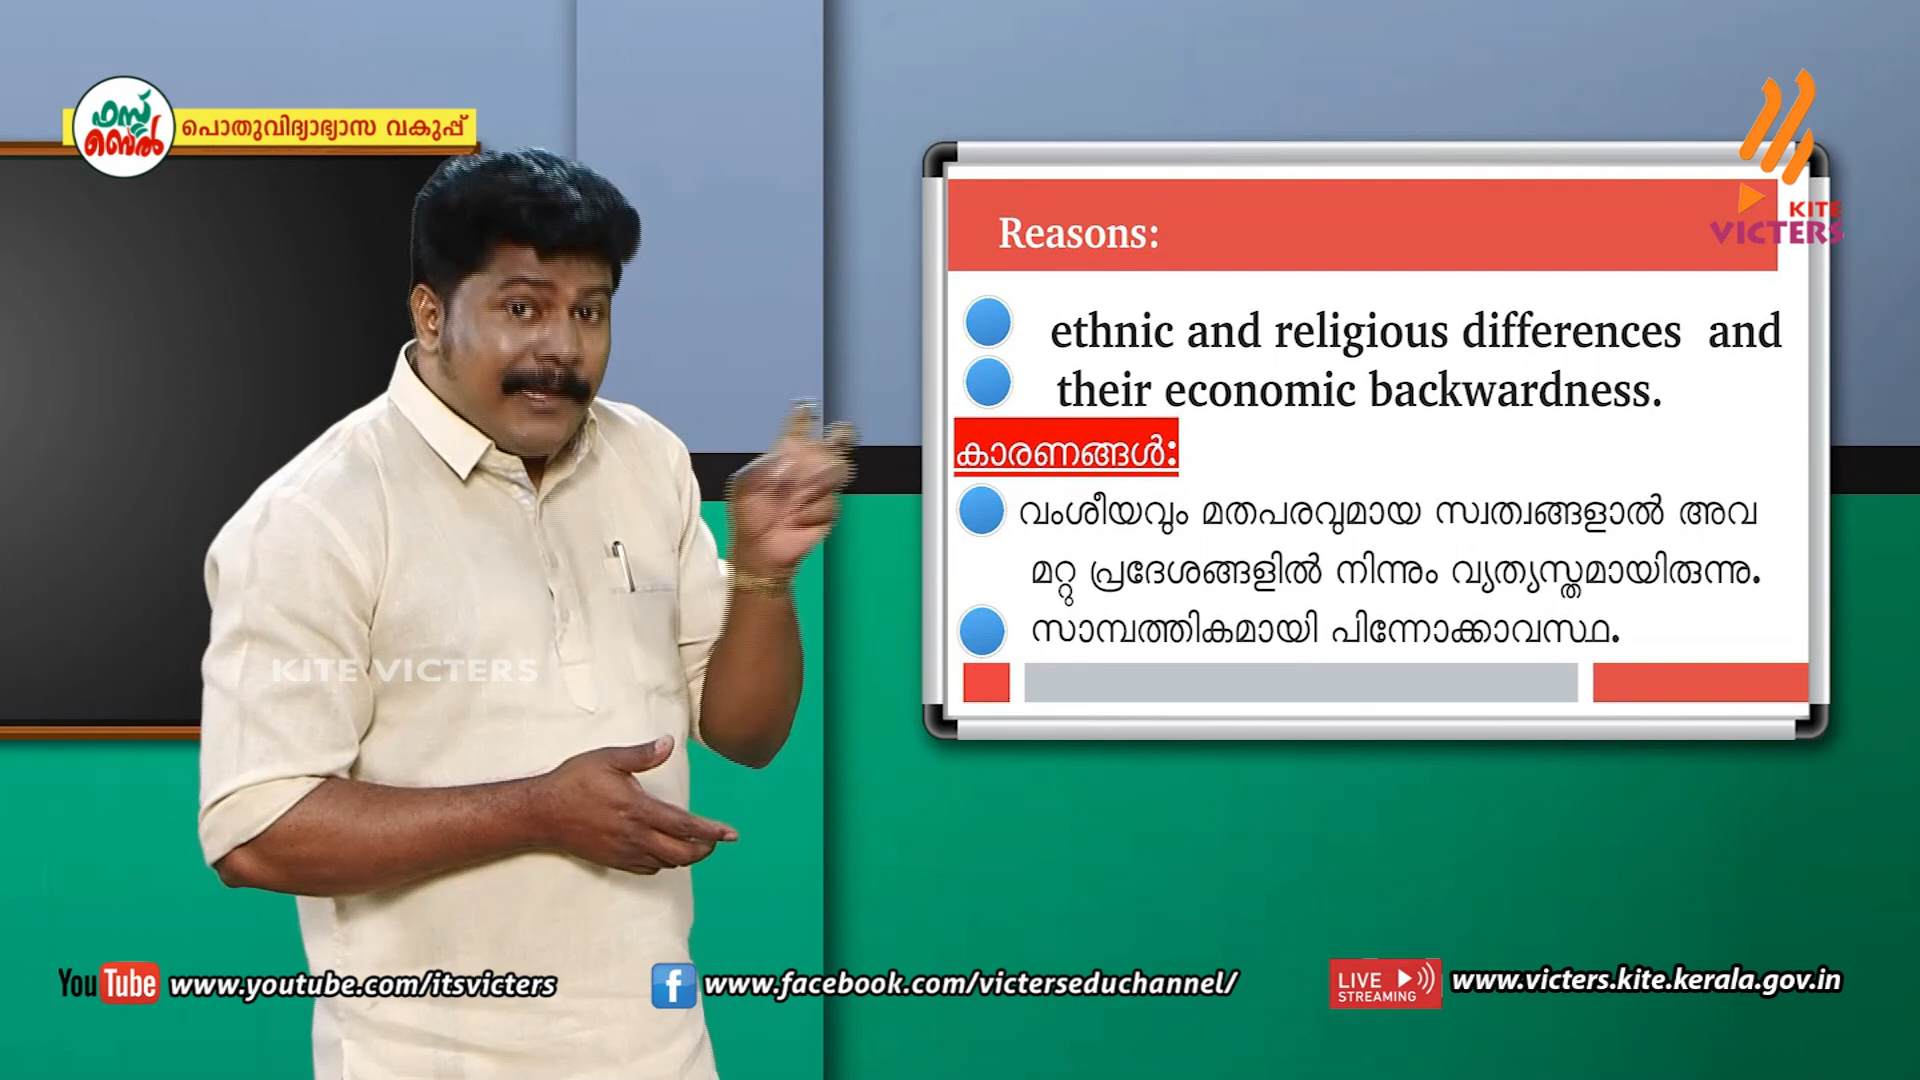 ഫസ്റ്റ്
ബെൽ
പൊതുവിദ്യാഭ്യാസ വകുപ്പ്
KITE
VICTERS
Reasons:
ethnic and religious differences and
their economic backwardness.
കാരണങ്ങൾ:
വംശീയവും മതപരവുമായ സ്വത്വങ്ങളാൽ അവ
മറ്റു പ്രദേശങ്ങളിൽ നിന്നും വ്യത്യസ്തമായിരുന്നു.
സാമ്പത്തികമായി പിന്നോക്കാവസ്ഥ.
KITE VICTERS
YouTube www.youtube.com/itsvicters
f www.facebook.com/victerseduchannel/
LIVE
STREAMING
www.victers.kite.kerala.gov.in